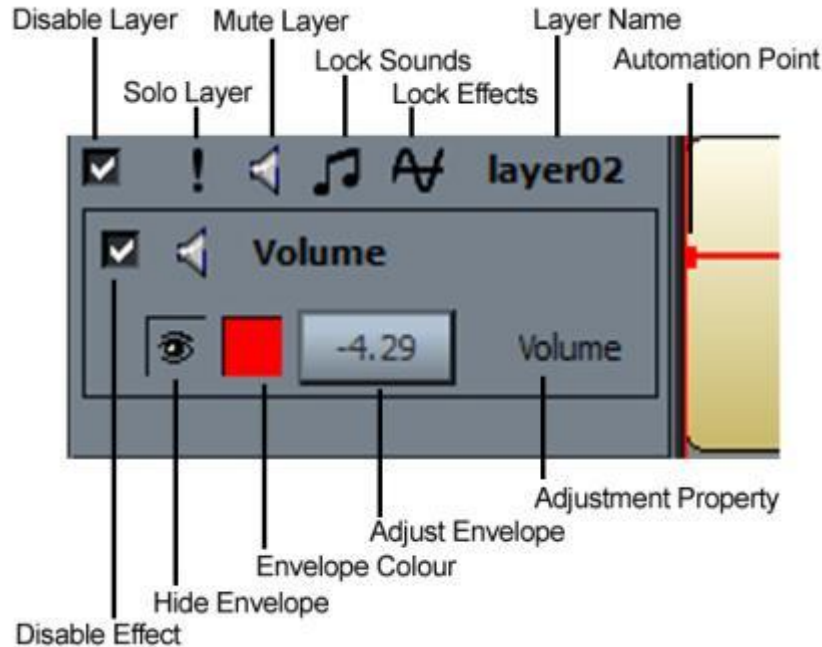 Disable Layer
Mute Layer
Layer Name
Lock Sounds
Automation Point
Solo Layer
Lock Effects
layer02
Volume
-4.29
Volume
Adjustment Property
Adjust Envelope
Envelope Colour
Hide Envelope
Disable Effect